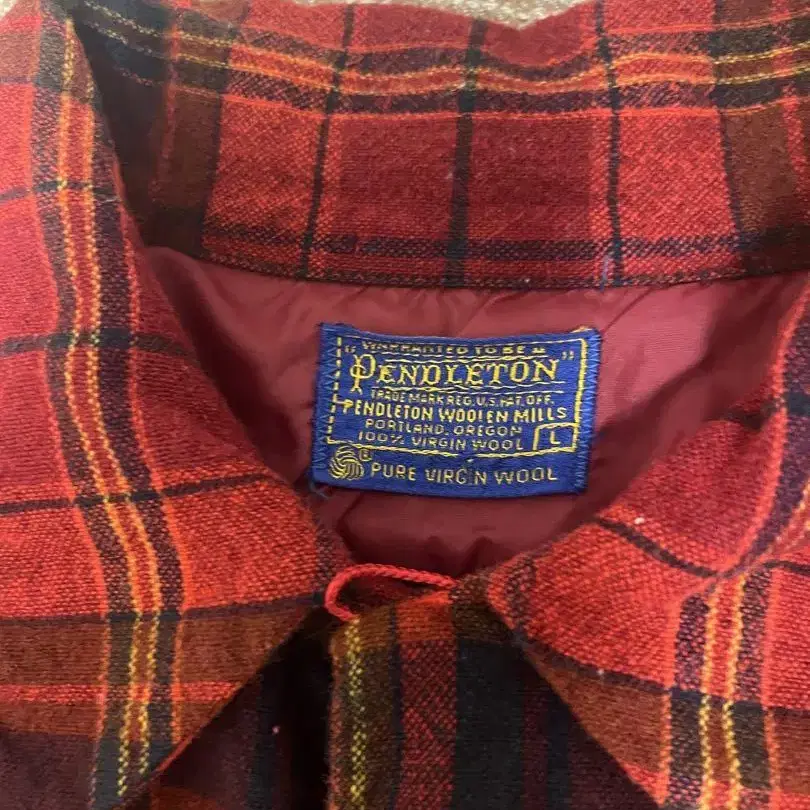 WARRANTED TO BE A
"PENDLETON"
TRADE MARK REG. U.S. PAT. OFF.
PENDLETON WOOLEN MILLS
PORTLAND, OREGON
100% VIRGIN WOOL L
® PURE VIRGIN WOOL